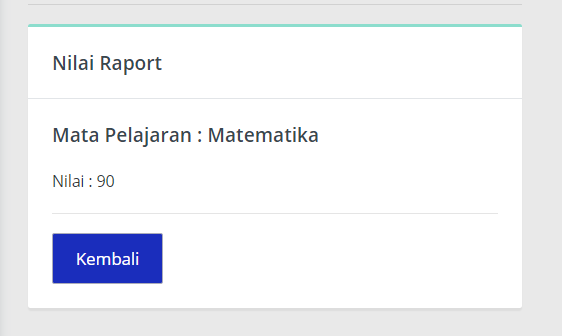 Nilai Raport
Mata Pelajaran : Matematika
Nilai : 90
Kembali